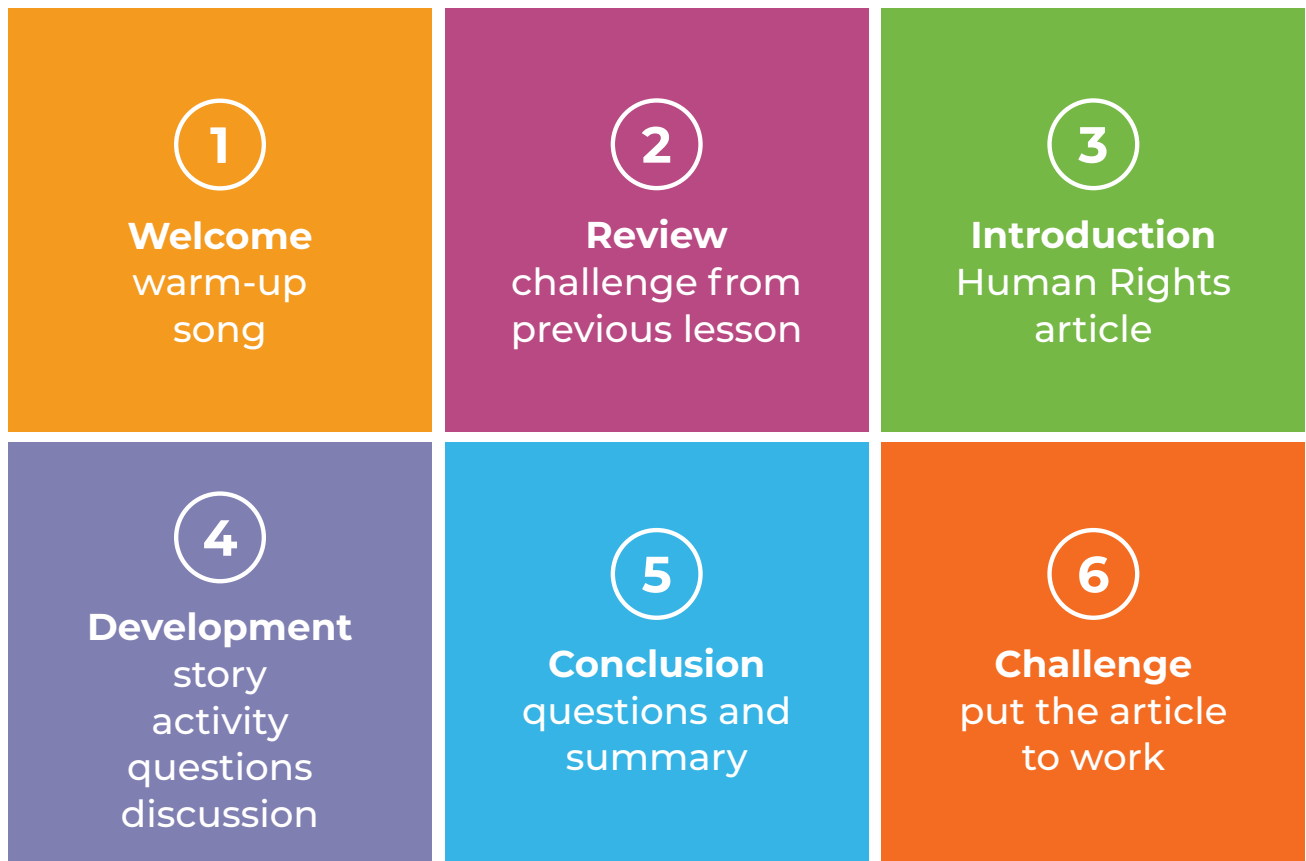 1
Welcome
warm-up
song
2
Review
challenge from
previous lesson
3
Introduction
Human Rights
article
4
Development
story
activity
questions
discussion
5
Conclusion
questions and
summary
6
Challenge
put the article
to work